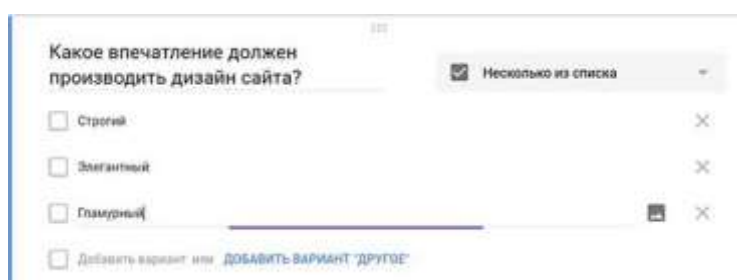 Какое впечатление должен
производить дизайн сайта?
Несколько из списка
Строгий
Элегантный
Гламурный
Добавить вариант или ДОБАВИТЬ ВАРИАНТ "ДРУГОЕ"